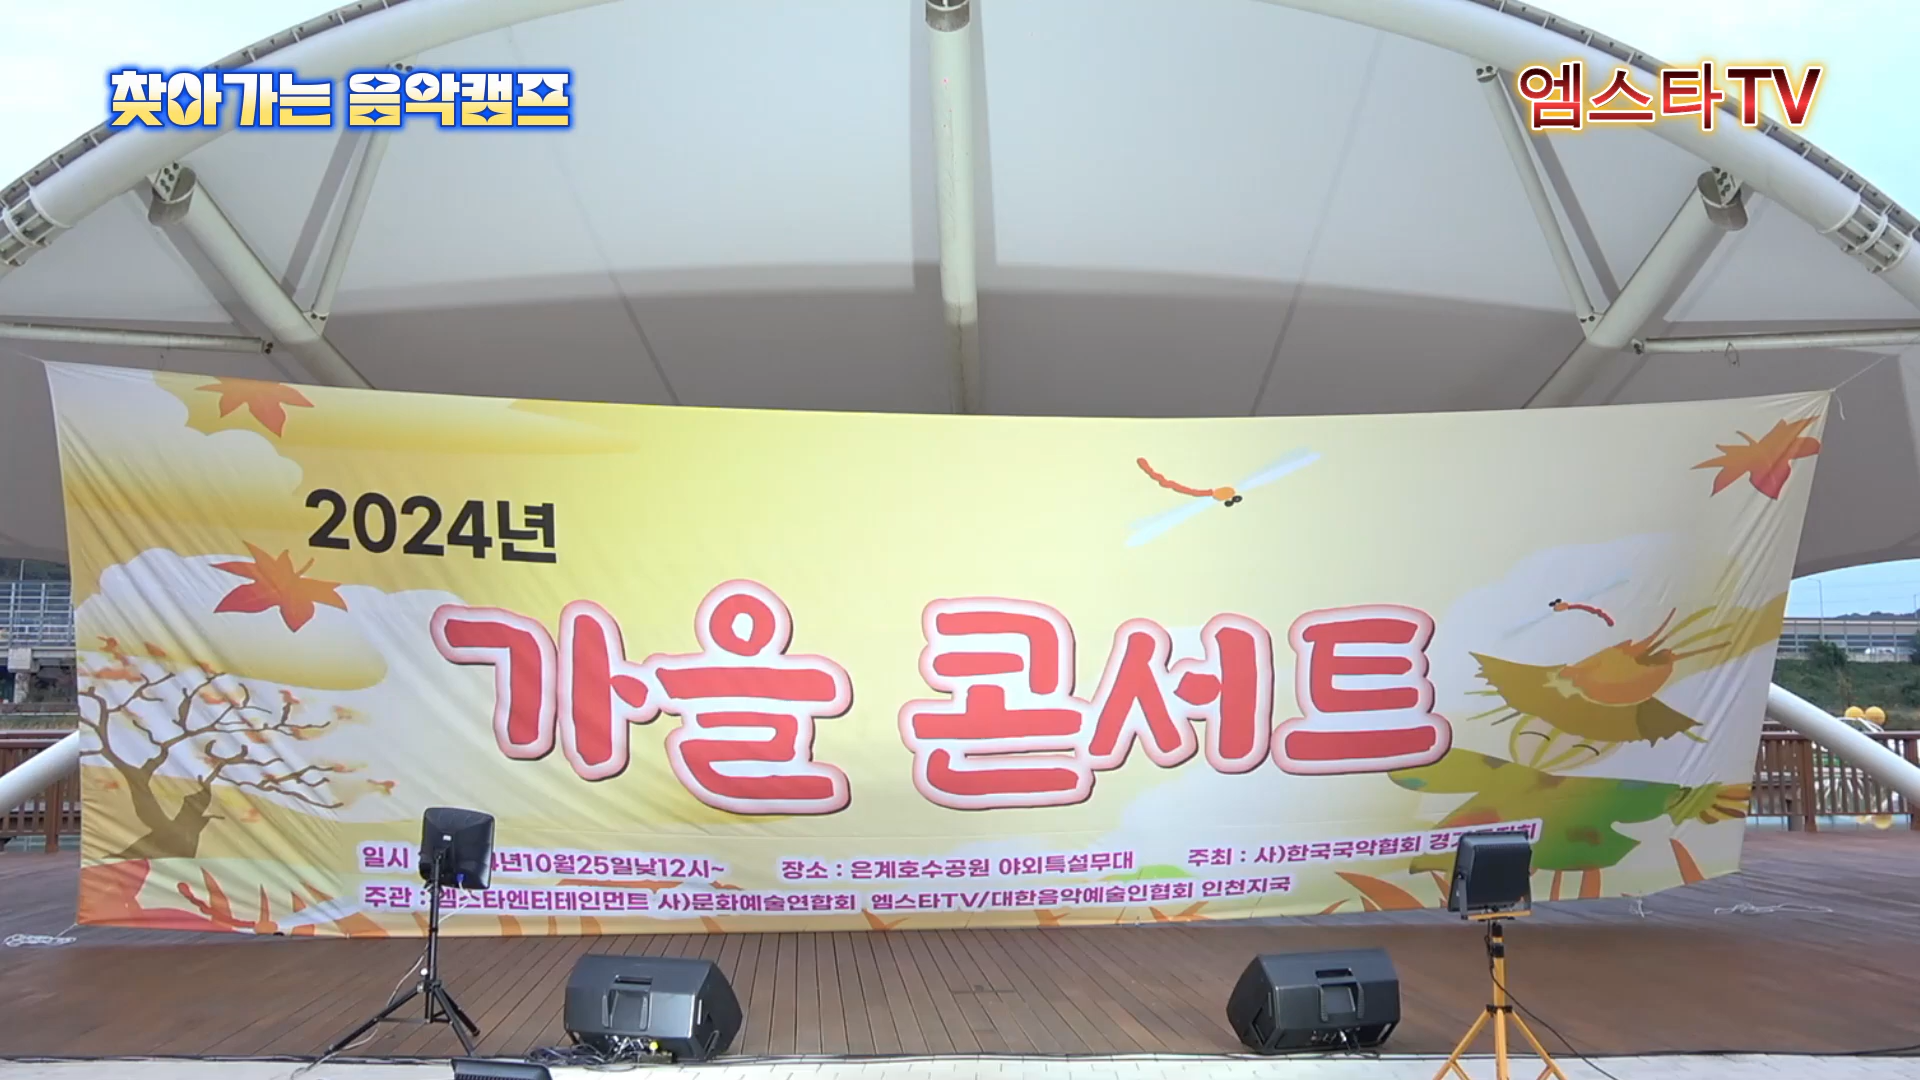 찾아가는 음악캠프
엠스타TV
2024년
가을 콘서트
일시 4년10월25일낮12시~ 장소 : 은계호수공원 야외특설무대 주최 : 사)한국국악협회
주관 : 엠스타엔터테인먼트 사)문화예술연합회 엠스타TV/대한음악예술인협회 인천지국